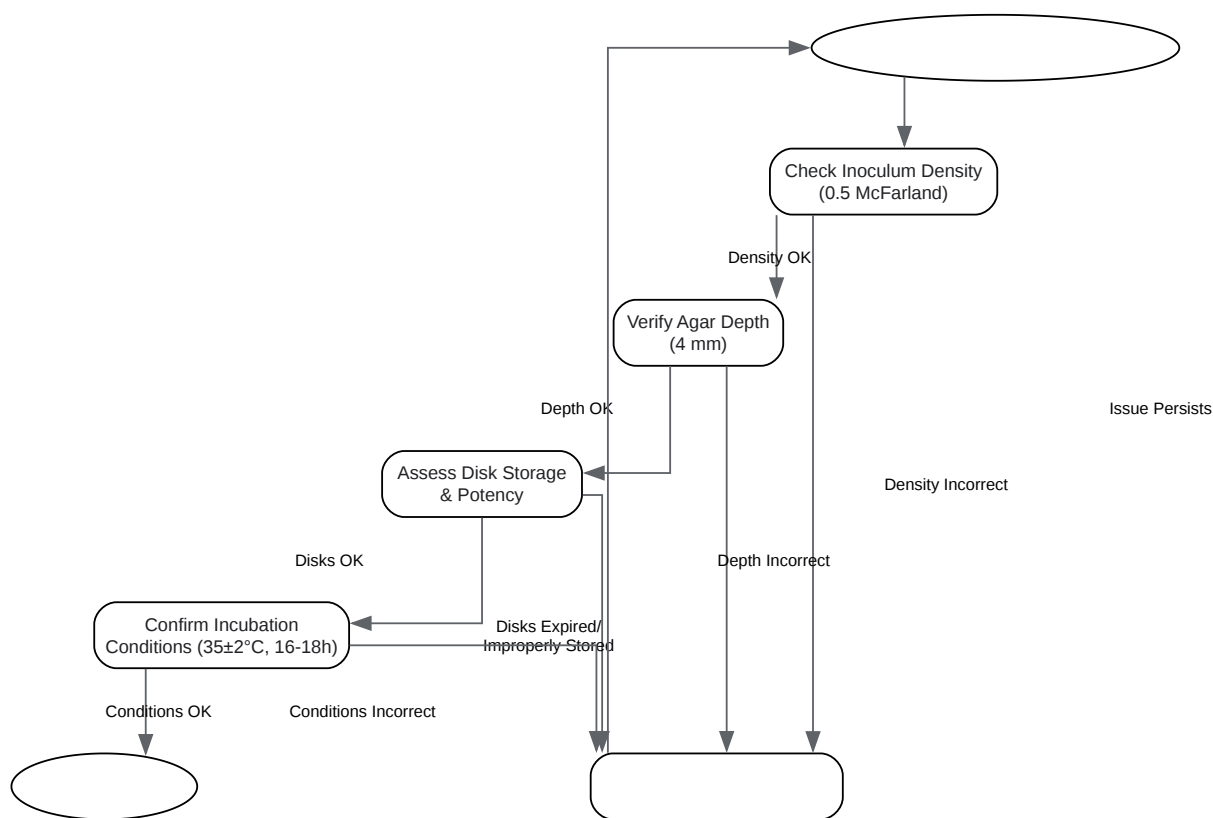 Check Inoculum Density
(0.5 McFarland)
Density OK
Verify Agar Depth
(4 mm)
Depth OK
Issue Persists
Assess Disk Storage
& Potency
Density Incorrect
Disks OK
Depth Incorrect
Confirm Incubation
Conditions (35±2°C, 16-18h)
Disks Expired/
Improperly Stored
Conditions OK
Conditions Incorrect